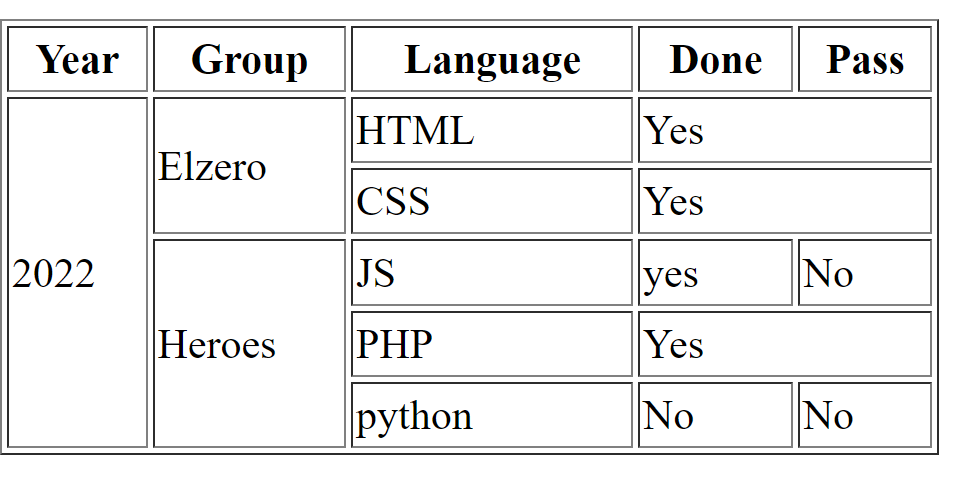 Year Group Language Done Pass
2022 Elzero HTML Yes
CSS Yes
Heroes JS yes No
PHP Yes
python No No